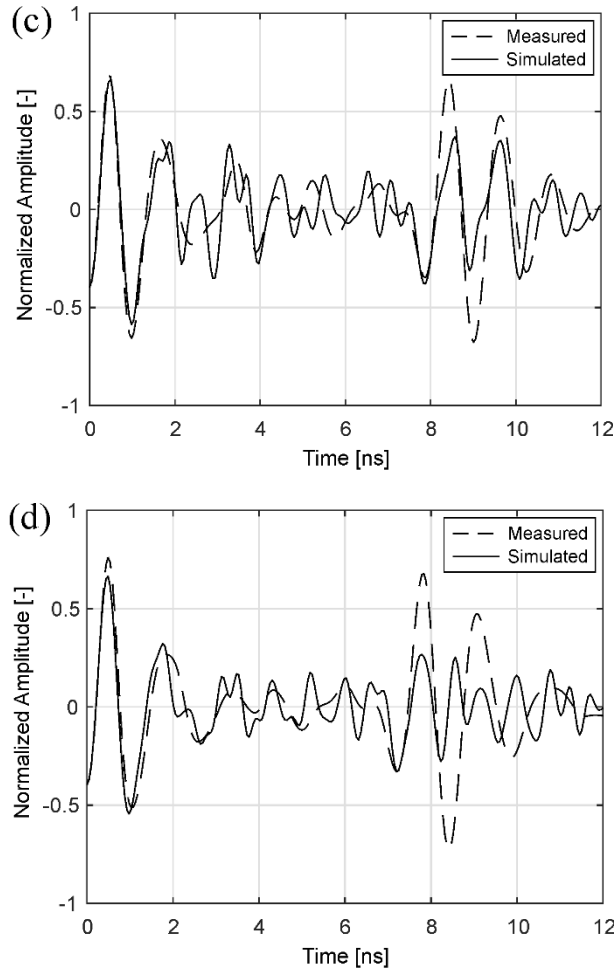 (c)
Measured
Simulated
Normalized Amplitude [-]
1
0.5
0
-0.5
-1
0 2 4 6 8 10 12
Time [ns]
(d)
Measured
Simulated
Normalized Amplitude [-]
1
0.5
0
-0.5
-1
0 2 4 6 8 10 12
Time [ns]